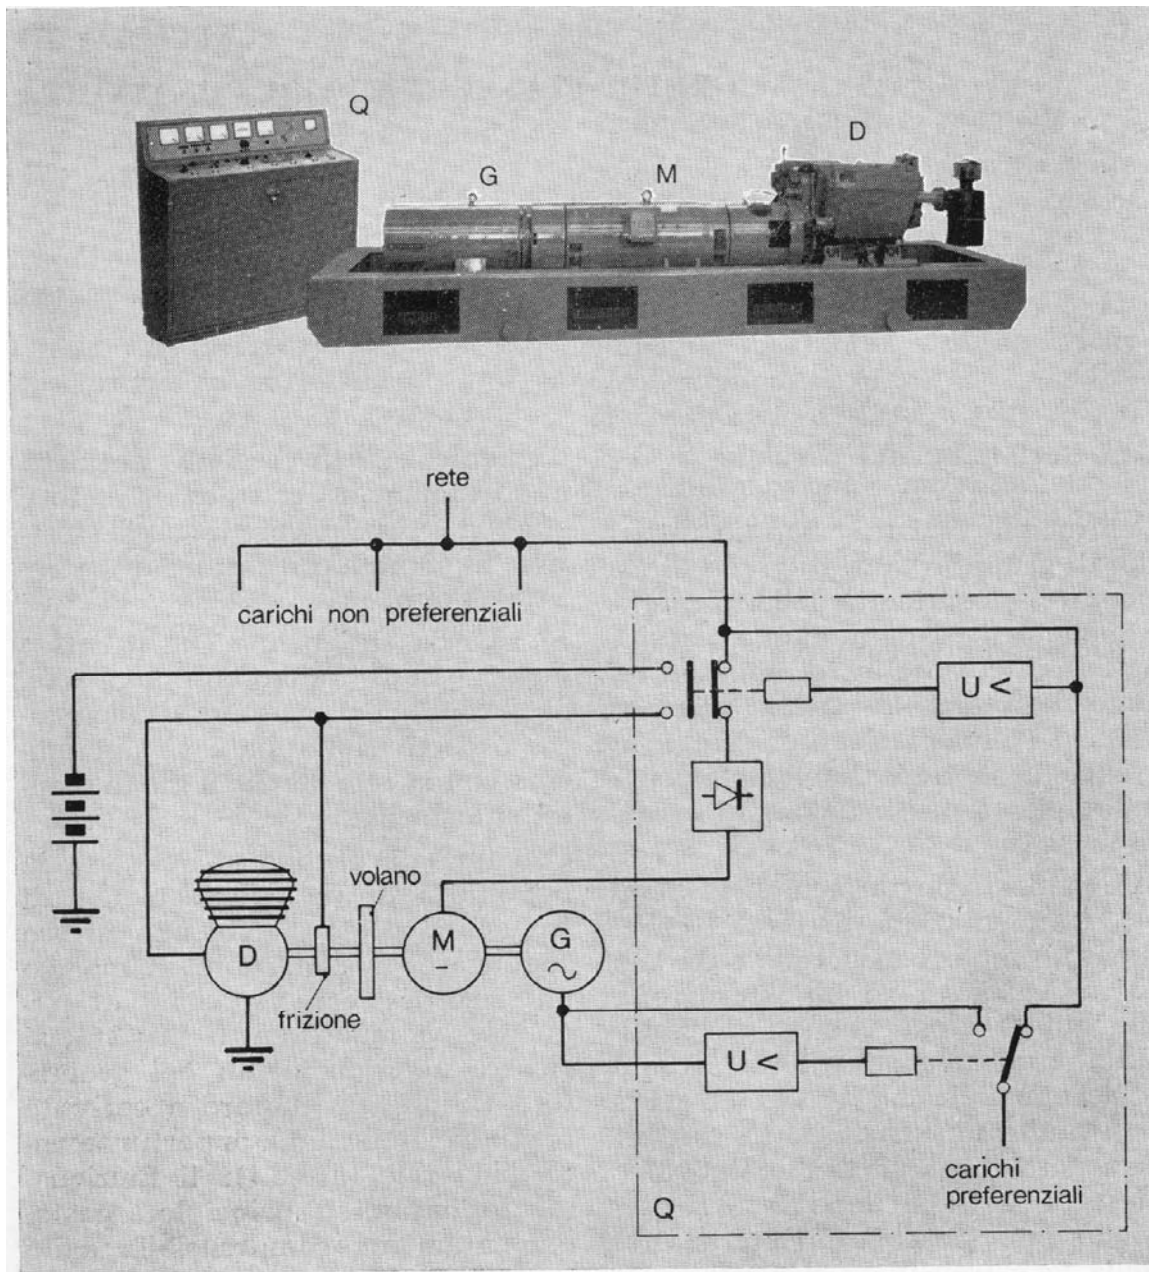 Q
G
M
D
rete
carichi non preferenziali
U <
volano
D
M
–
G
~
frizione
U <
carichi
preferenziali
Q